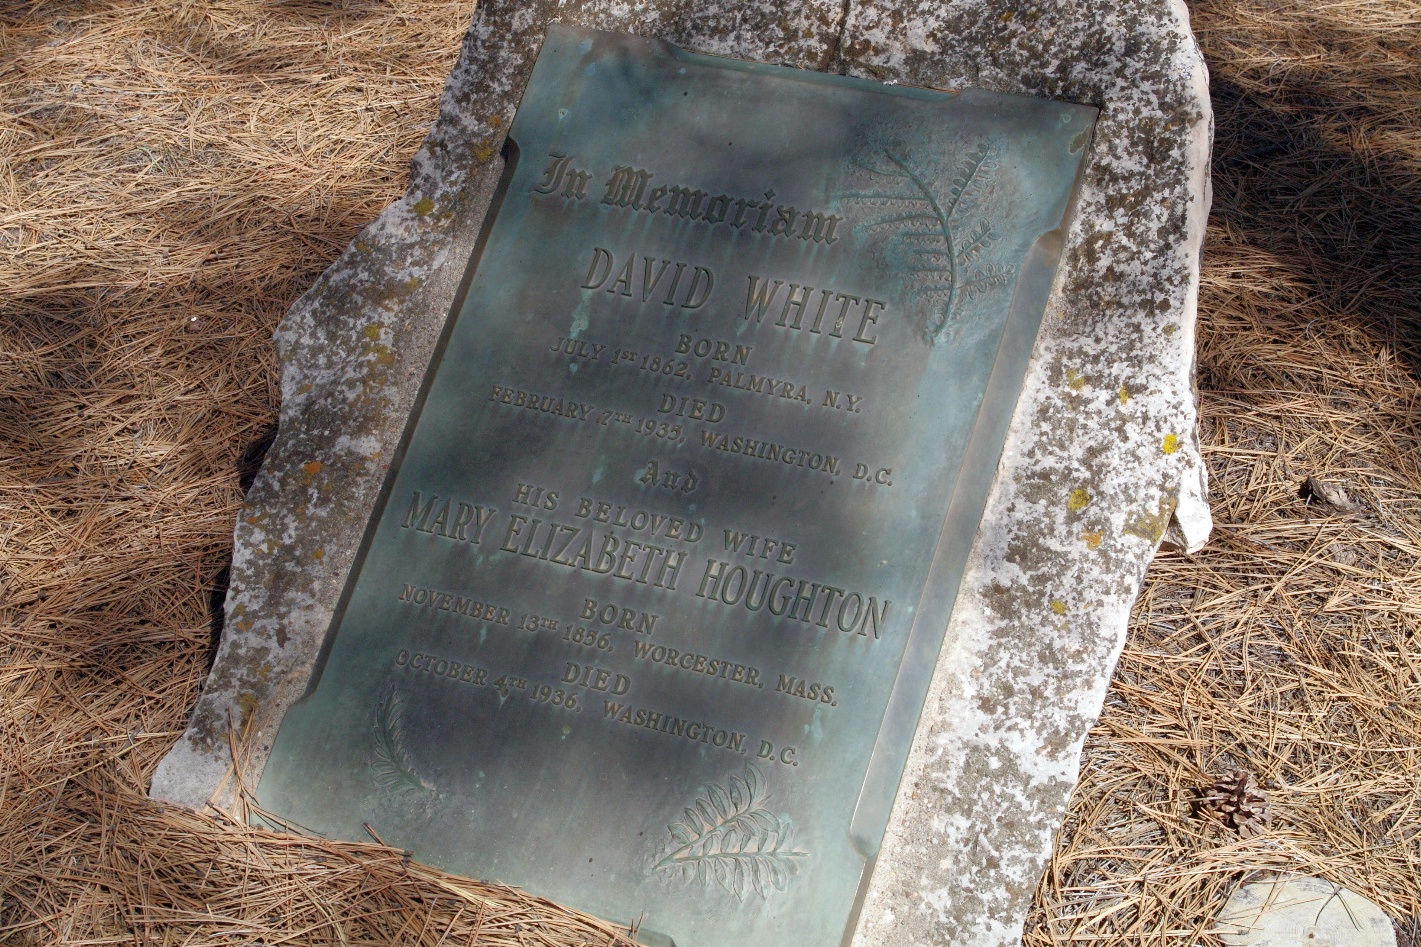 In Memoriam
DAVID WHITE
BORN
JULY 1ST 1862, PALMYRA, N.Y.
DIED
FEBRUARY 7TH 1935, WASHINGTON, D.C.
And
HIS BELOVED WIFE
MARY ELIZABETH HOUGHTON
BORN
NOVEMBER 13TH 1856, WORCESTER, MASS.
DIED
OCTOBER 4TH 1936, WASHINGTON, D.C.